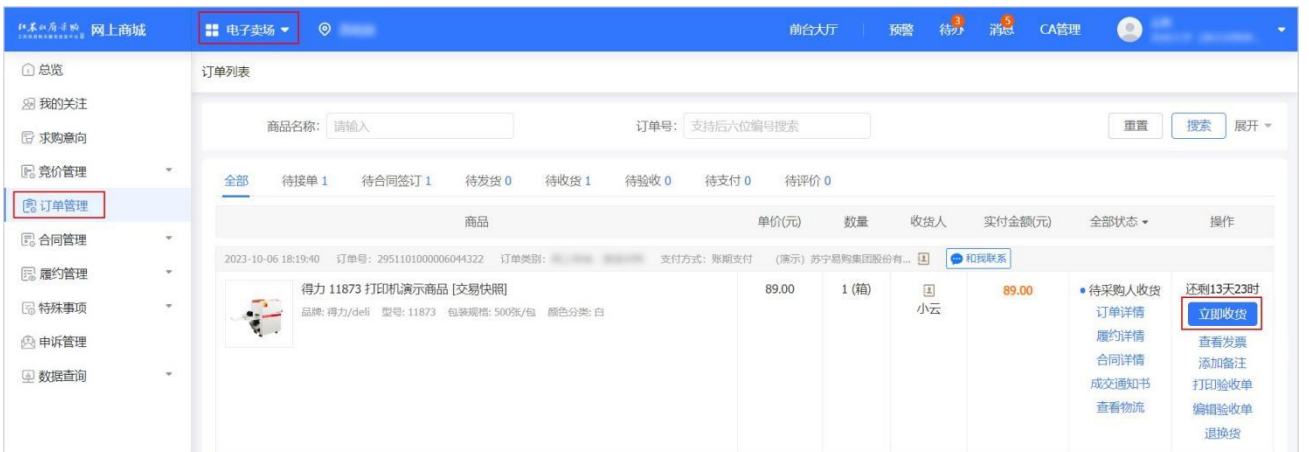 网上商城
电子卖场
前台大厅
预警
待办 3
消息 5
CA管理
总览
我的关注
求购意向
竞价管理
订单管理
合同管理
履约管理
特殊事项
申诉管理
数据查询
订单列表
商品名称: 请输入
订单号: 支持后六位编号搜索
重置
搜索
展开
全部 待接单 1 待合同签订 1 待发货 0 待收货 1 待验收 0 待支付 0 待评价 0
商品 单价(元) 数量 收货人 实付金额(元) 全部状态 操作
2023-10-06 18:19:40 订单号: 2951101000006044322 订单类别: 支付方式: 账期支付 (演示) 苏宁易购集团股份有... 和我联系
得力 11873 打印机演示商品 [交易快照]
品牌: 得力/deli 型号: 11873 包装规格: 500张/包 颜色分类: 白
89.00
1 (箱)
小云
89.00
待采购人收货
订单详情
履约详情
合同详情
成交通知书
查看物流
还剩13天23时
立即收货
查看发票
添加备注
打印验收单
编辑验收单
退换货